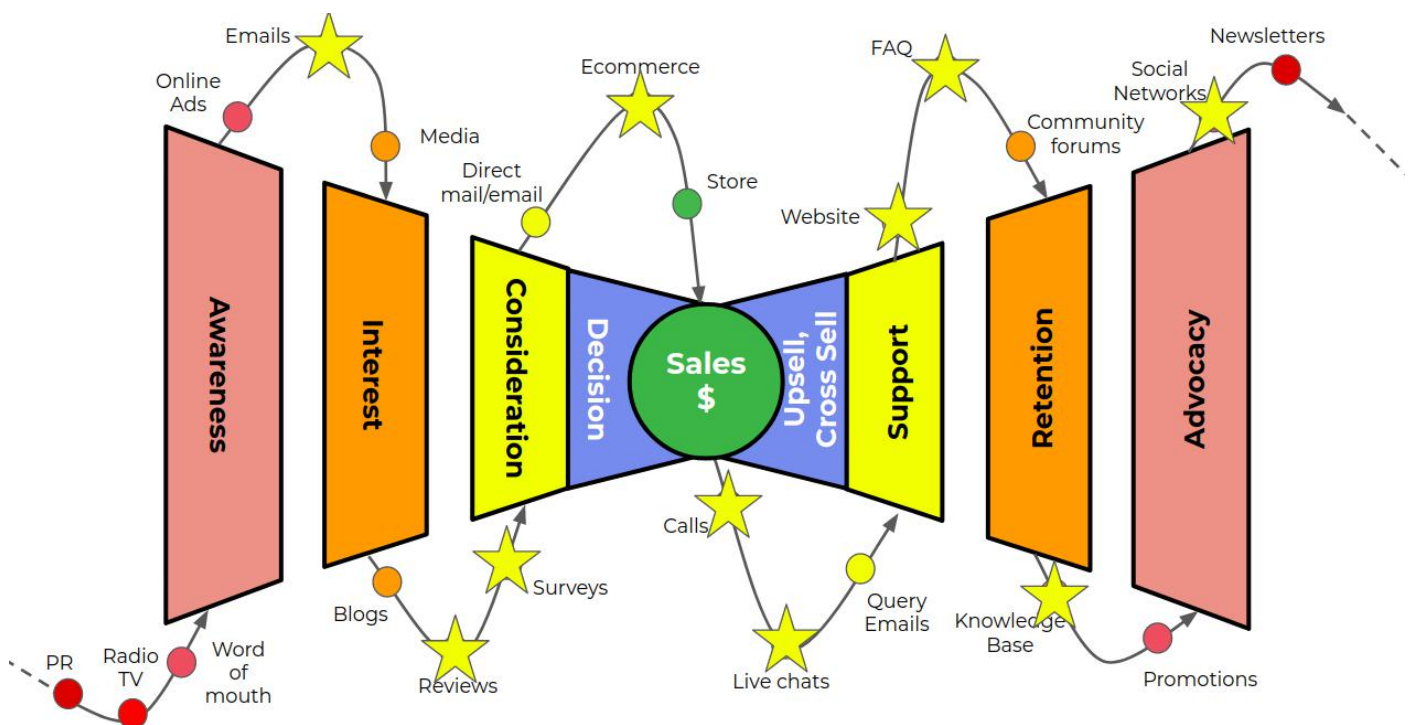 Emails
Online
Ads
Media
Awareness
PR
Radio
TV
Word
of
mouth
Interest
Blogs
Reviews
Surveys
Consideration
Direct
mail/email
Ecommerce
Store
Decision
Sales
$
Calls
Live chats
Query
Emails
Upsell,
Cross Sell
Support
Website
FAQ
Community
forums
Retention
Knowledge
Base
Promotions
Advocacy
Social
Networks
Newsletters